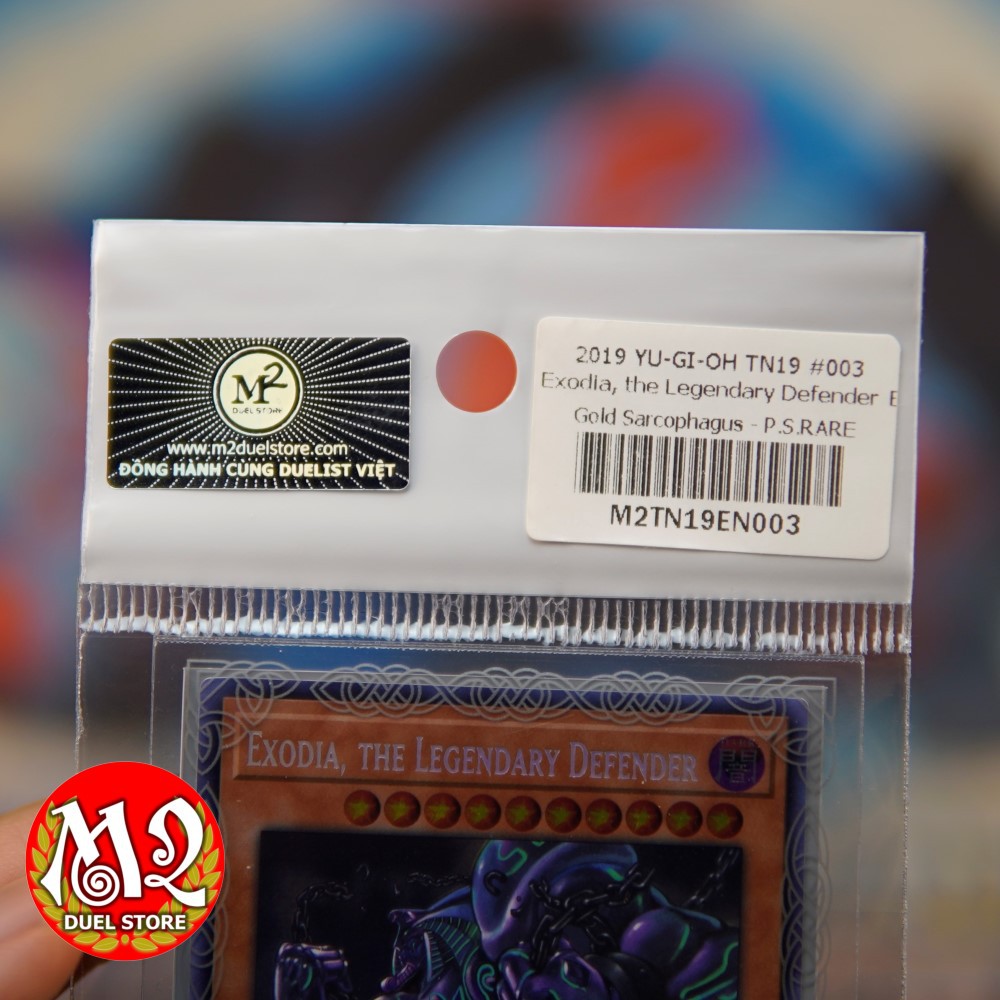 M2
DUEL STORE
www.m2duelstore.com
ĐỒNG HÀNH CÙNG DUELIST VIỆT
2019 YU-GI-OH TN19 #003
Exodia, the Legendary Defender E
Gold Sarcophagus - P.S.RARE
M2TN19EN003
EXODIA, THE LEGENDARY DEFENDER
闇
M2
DUEL STORE